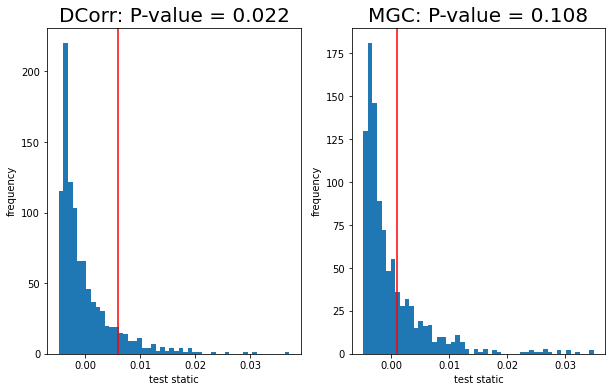 DCorr: P-value = 0.022
frequency
200
150
100
50
0
0.00 0.01 0.02 0.03
test static
MGC: P-value = 0.108
frequency
175
150
125
100
75
50
25
0
0.00 0.01 0.02 0.03
test static